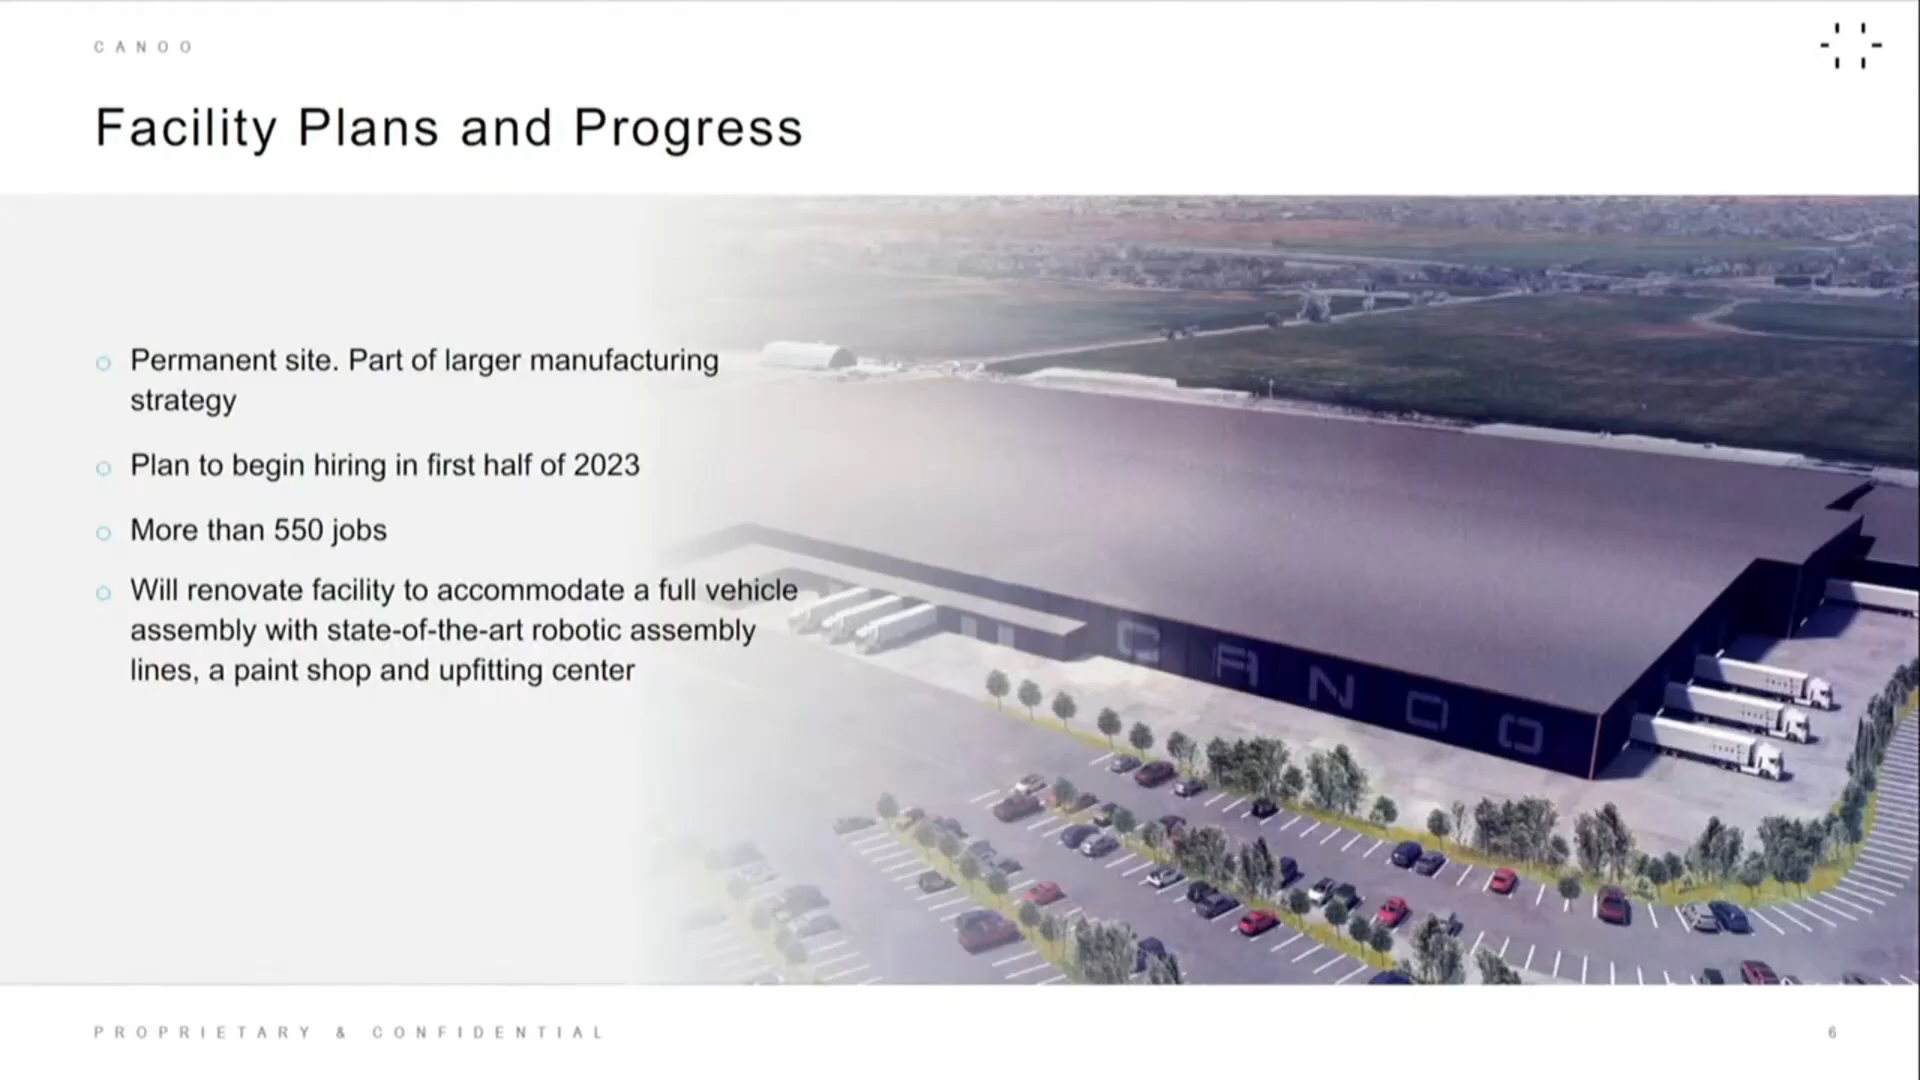 CANOO
Facility Plans and Progress
Permanent site. Part of larger manufacturing
strategy
Plan to begin hiring in first half of 2023
More than 550 jobs
Will renovate facility to accommodate a full vehicle
assembly with state-of-the-art robotic assembly
lines, a paint shop and upfitting center
CANOO
PROPRIETARY & CONFIDENTIAL
6